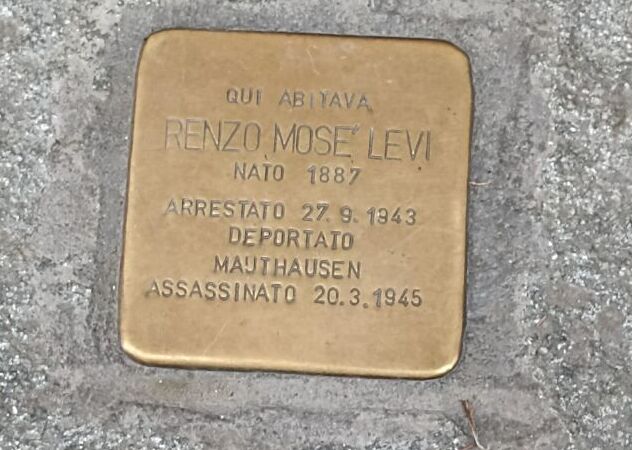 QUI ABITAVA
RENZO MOSE' LEVI
NATO 1887
ARRESTATO 27.9.1943
DEPORTATO
MAUTHAUSEN
ASSASSINATO 20.3.1945